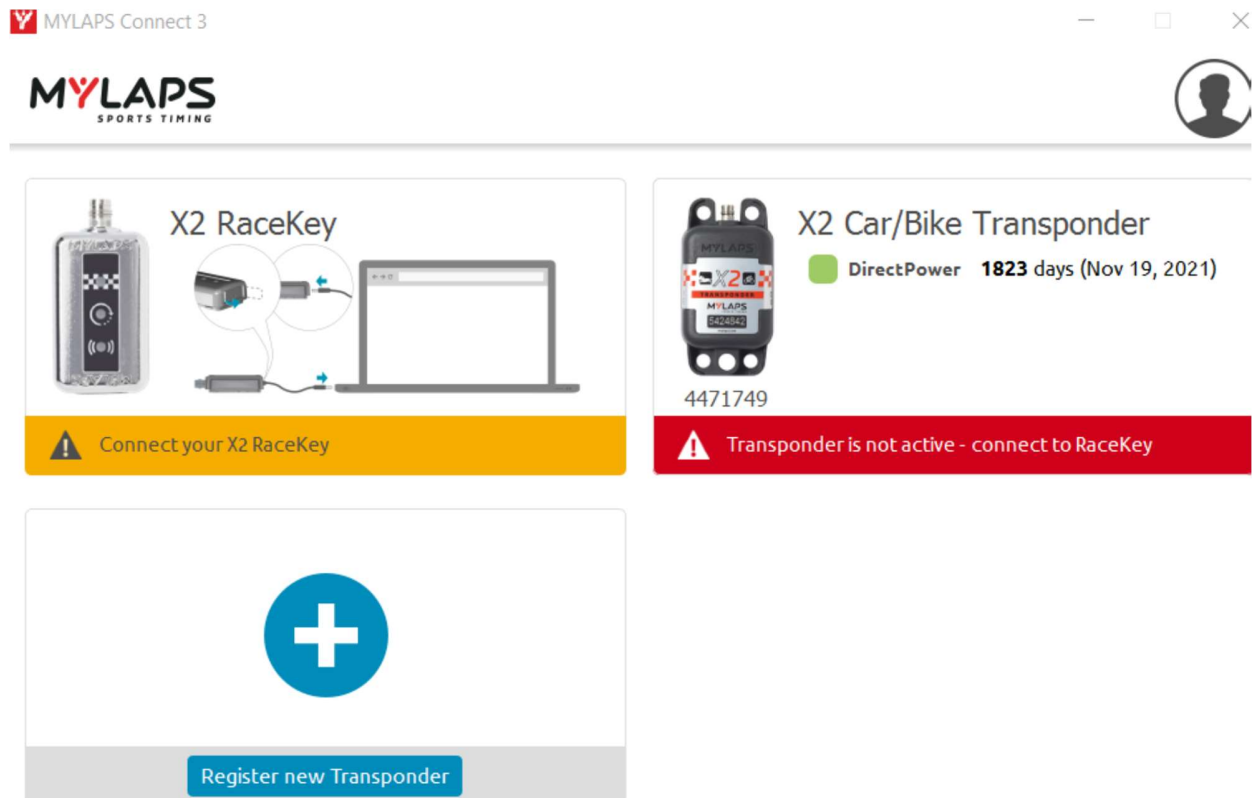 MYLAPS Connect 3
MYLAPS
SPORTS TIMING
X2 RaceKey
Connect your X2 RaceKey
X2 Car/Bike Transponder
DirectPower 1823 days (Nov 19, 2021)
MYLAPS
X2
TRANSPONDER
MYLAPS
5424842
4471749
Transponder is not active - connect to RaceKey
Register new Transponder